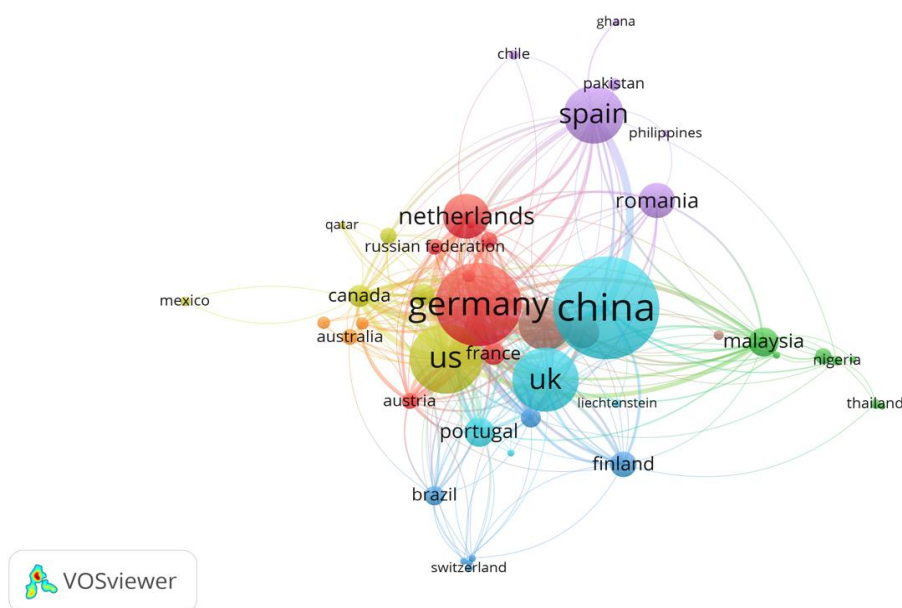 ghana
chile
pakistan
spain
philippines
romania
netherlands
qatar
russian federation
canada
mexico
germany
china
australia
us
france
malaysia
nigeria
uk
austria
liechtenstein
thailand
portugal
finland
brazil
switzerland
VOSviewer